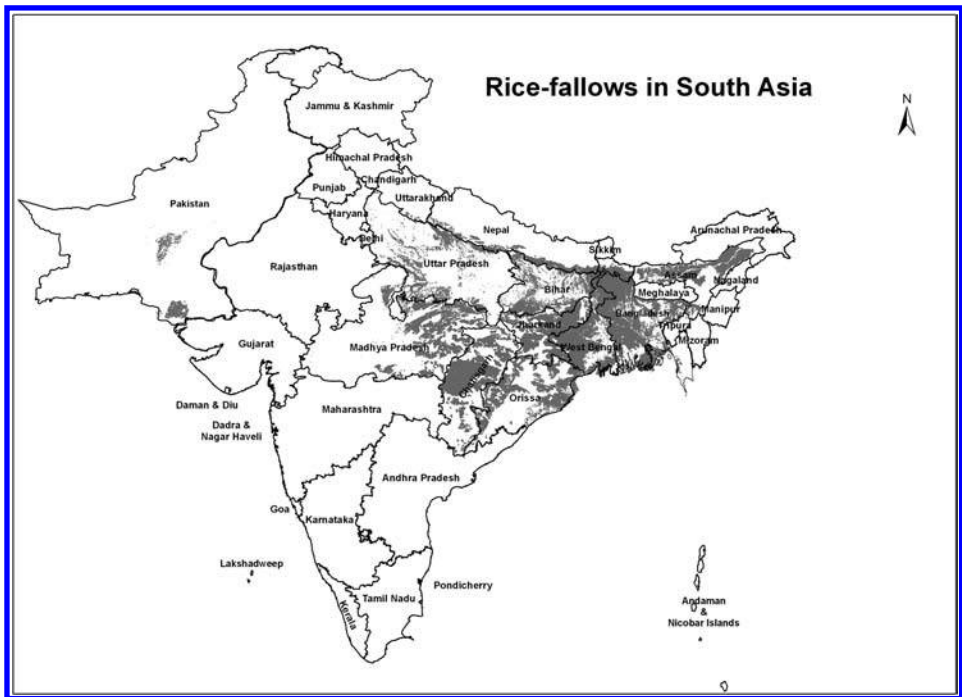 Rice-fallows in South Asia
N
Jammu & Kashmir
Himachal Pradesh
Chandigarh
Punjab
Uttarakhand
Pakistan
Haryana
Delhi
Nepal
Sikkim
Arunachal Pradesh
Rajasthan
Uttar Pradesh
Assam
Nagaland
Bihar
Meghalaya
Manipur
Bangladesh
Tripura
Mizoram
Jharkand
Gujarat
Madhya Pradesh
West Bengal
Orissa
Daman & Diu
Maharashtra
Dadra &
Nagar Haveli
Andhra Pradesh
Goa
Karnataka
Lakshadweep
Pondicherry
Tamil Nadu
Kerala
Andaman
&
Nicobar Islands